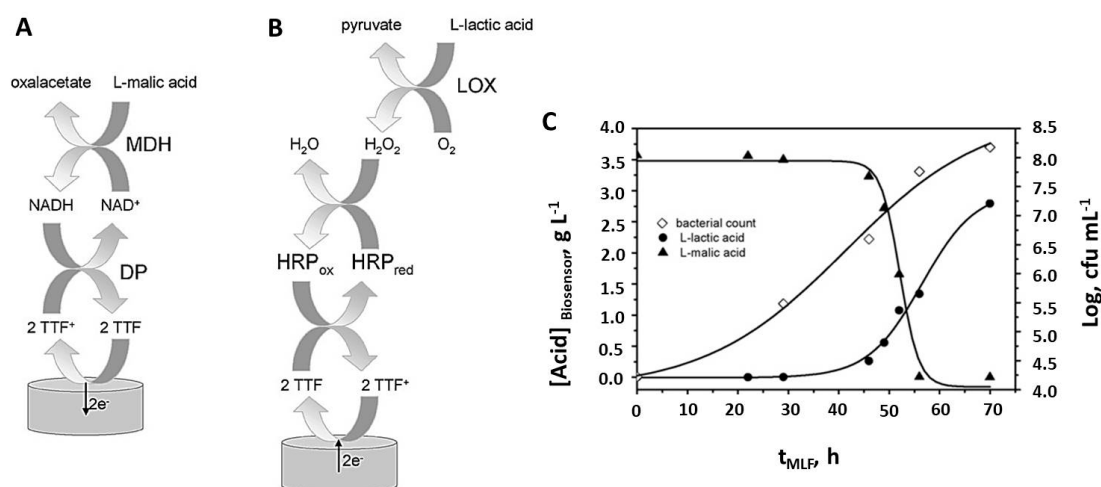 A
oxalacetate L-malic acid
MDH
NADH NAD+
DP
2 TTF+ 2 TTF
2e-
B
pyruvate L-lactic acid
LOX
H2O H2O2 O2
HRPox HRPred
2 TTF 2 TTF+
2e-
C
4.0
3.5
3.0
2.5
2.0
1.5
1.0
0.5
0.0
[Acid] Biosensor, g L-1
bacterial count
L-lactic acid
L-malic acid
8.5
8.0
7.5
7.0
6.5
6.0
5.5
5.0
4.5
4.0
Log, cfu mL-1
0 10 20 30 40 50 60 70
tMLF, h